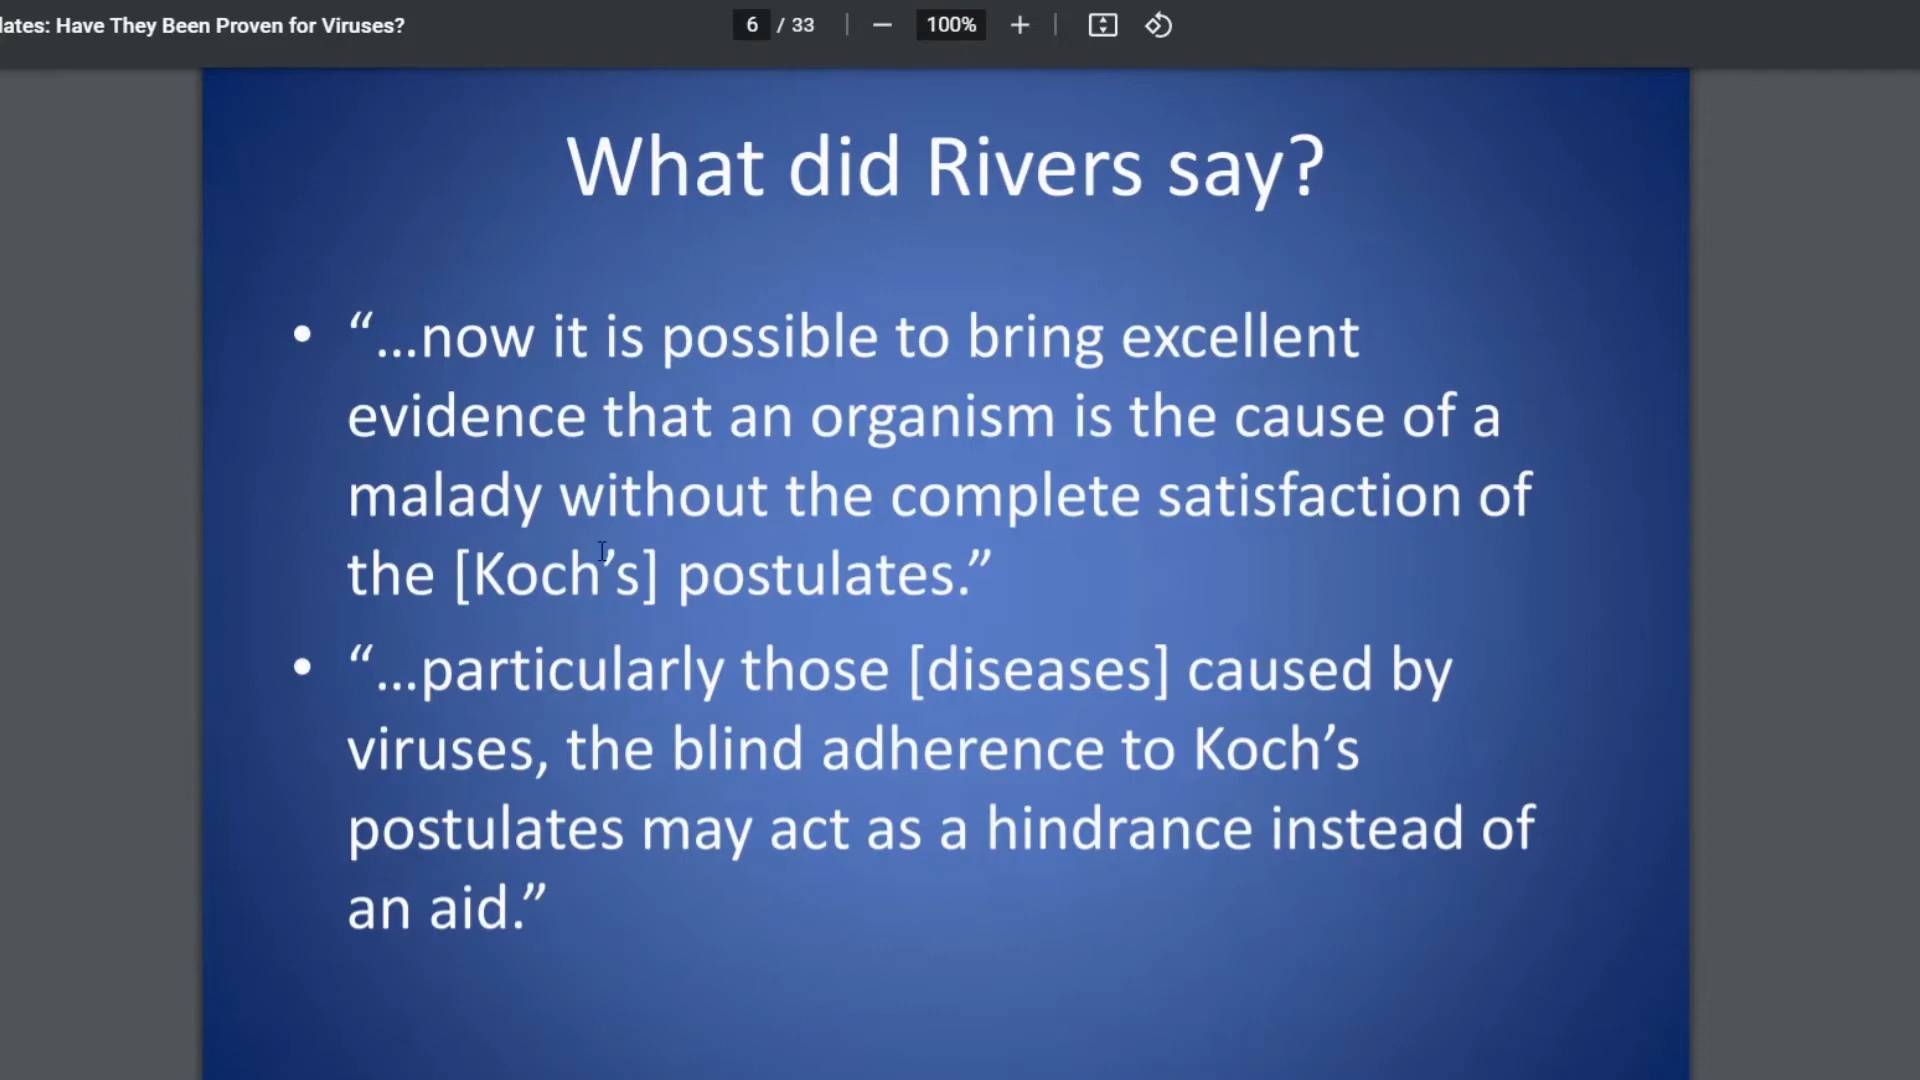 lates: Have They Been Proven for Viruses?
6 / 33
100%
What did Rivers say?
• “...now it is possible to bring excellent
evidence that an organism is the cause of a
malady without the complete satisfaction of
the [Koch’s] postulates.”
• “...particularly those [diseases] caused by
viruses, the blind adherence to Koch’s
postulates may act as a hindrance instead of
an aid.”